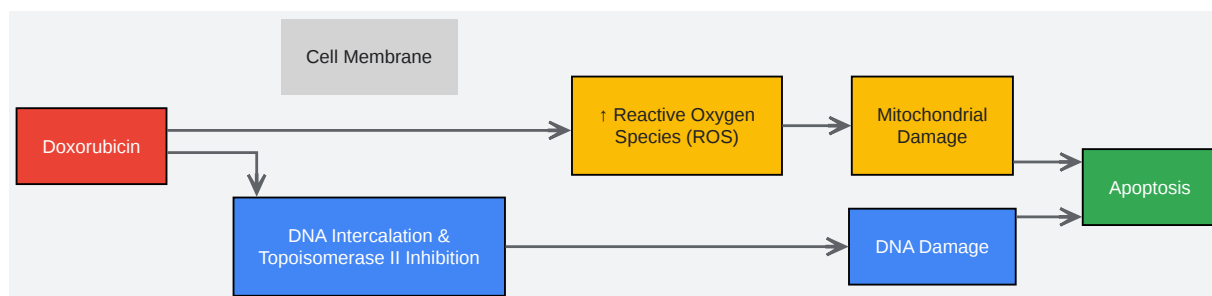 Cell Membrane
Doxorubicin
↑ Reactive Oxygen
Species (ROS)
Mitochondrial
Damage
Apoptosis
DNA Intercalation &
Topoisomerase II Inhibition
DNA Damage